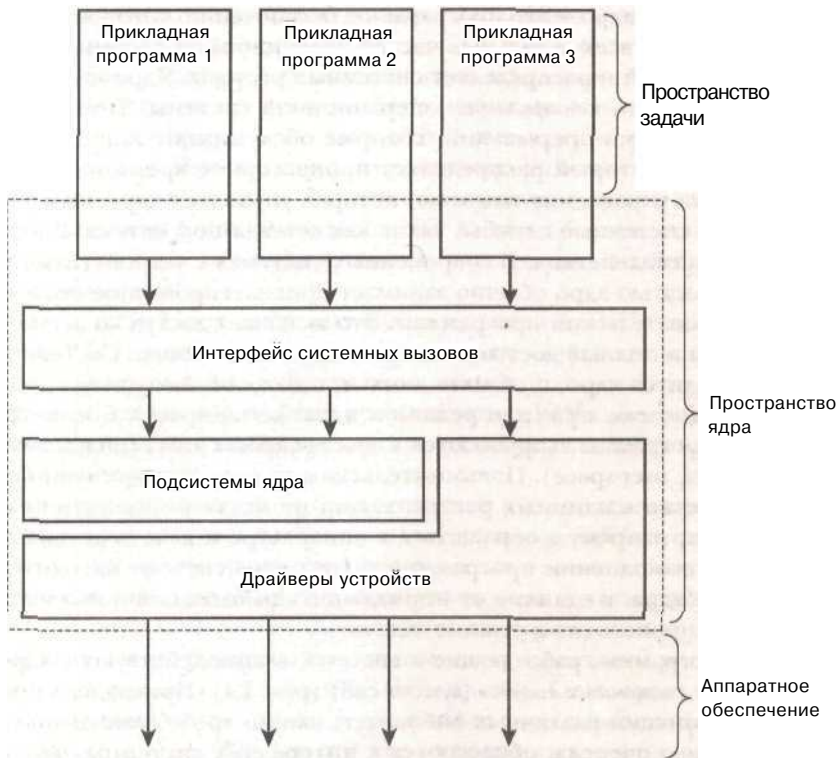 Прикладная
программа 1
Прикладная
программа 2
Прикладная
программа 3
Пространство
задачи
Интерфейс системных вызовов
Подсистемы ядра
Драйверы устройств
Пространство
ядра
Аппаратное
обеспечение